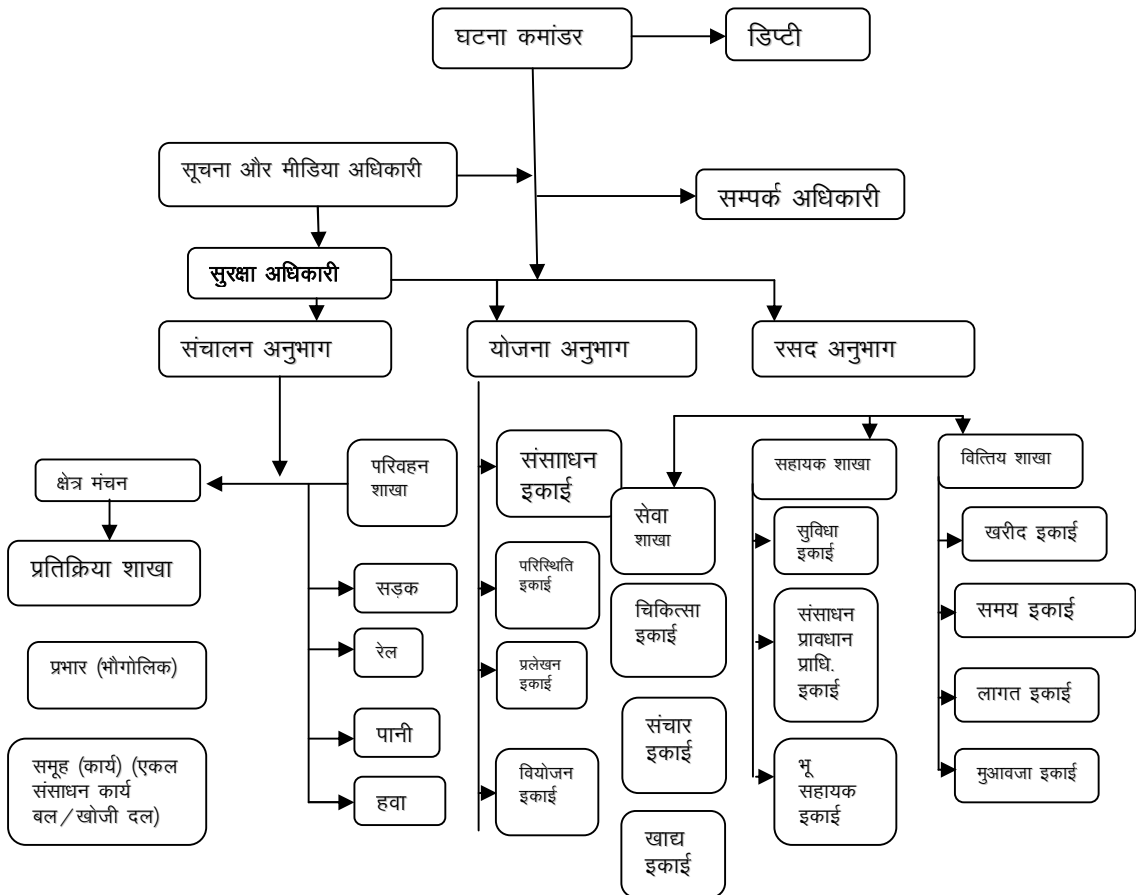 घटना कमांडर
डिप्टी
सूचना और मीडिया अधिकारी
सम्पर्क अधिकारी
सुरक्षा अधिकारी
संचालन अनुभाग
योजना अनुभाग
रसद अनुभाग
क्षेत्र मंचन
प्रतिक्रिया शाखा
प्रभार (भौगोलिक)
समूह (कार्य) (एकल
संसाधन कार्य
बल/खोजी दल)
परिवहन
शाखा
सड़क
रेल
पानी
हवा
संसााधन
इकाई
परिस्थिति
इकाई
प्रलेखन
इकाई
वियोजन
इकाई
सेवा
शाखा
चिकित्सा
इकाई
संचार
इकाई
खाद्य
इकाई
सहायक शाखा
सुविधा
इकाई
संसाधन
प्रावधान
प्राधि.
इकाई
भू
सहायक
इकाई
वित्तिय शाखा
खरीद इकाई
समय इकाई
लागत इकाई
मुआवजा इकाई